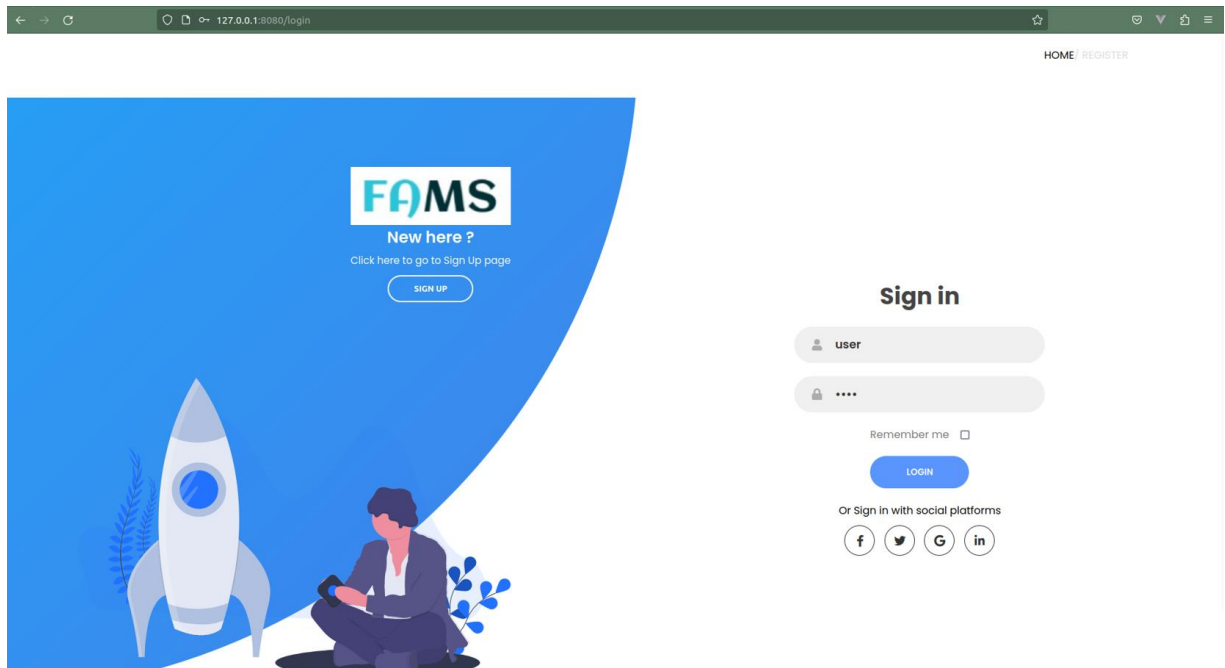 127.0.0.1:8080/login
HOME/ REGISTER
FAMS
New here ?
Click here to go to Sign Up page
SIGN UP
Sign in
user
••••
Remember me
LOGIN
Or Sign in with social platforms
f G in